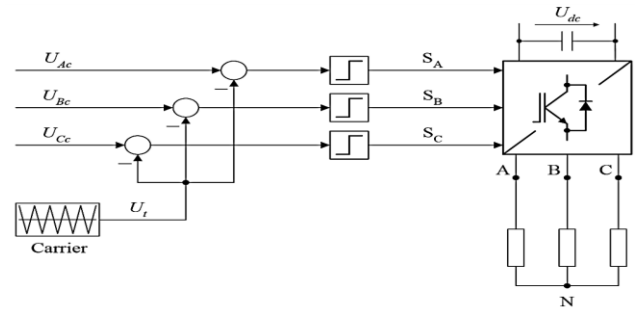 U_dc
U_Ac
S_A
U_Bc
S_B
U_Cc
S_C
A B C
U_t
Carrier
N